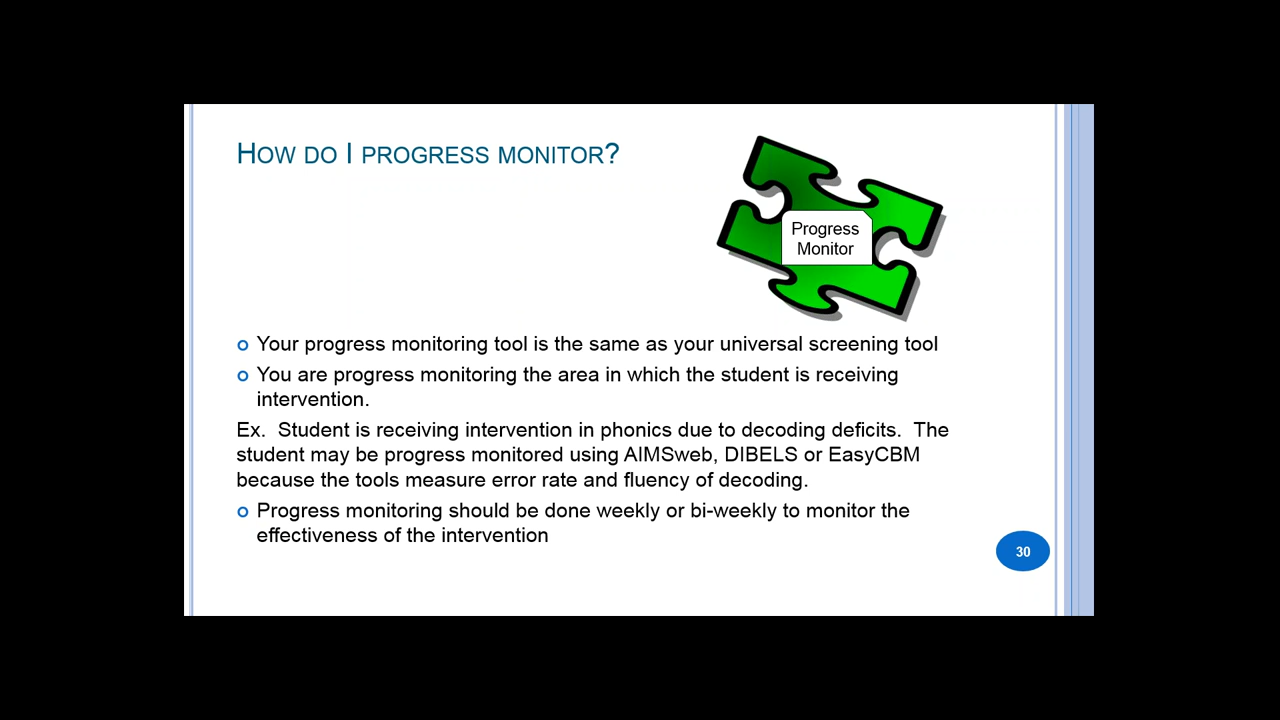 HOW DO I PROGRESS MONITOR?
Progress
Monitor
Your progress monitoring tool is the same as your universal screening tool
You are progress monitoring the area in which the student is receiving
intervention.
Ex.  Student is receiving intervention in phonics due to decoding deficits.  The
student may be progress monitored using AIMSweb, DIBELS or EasyCBM
because the tools measure error rate and fluency of decoding.
Progress monitoring should be done weekly or bi-weekly to monitor the
effectiveness of the intervention
30